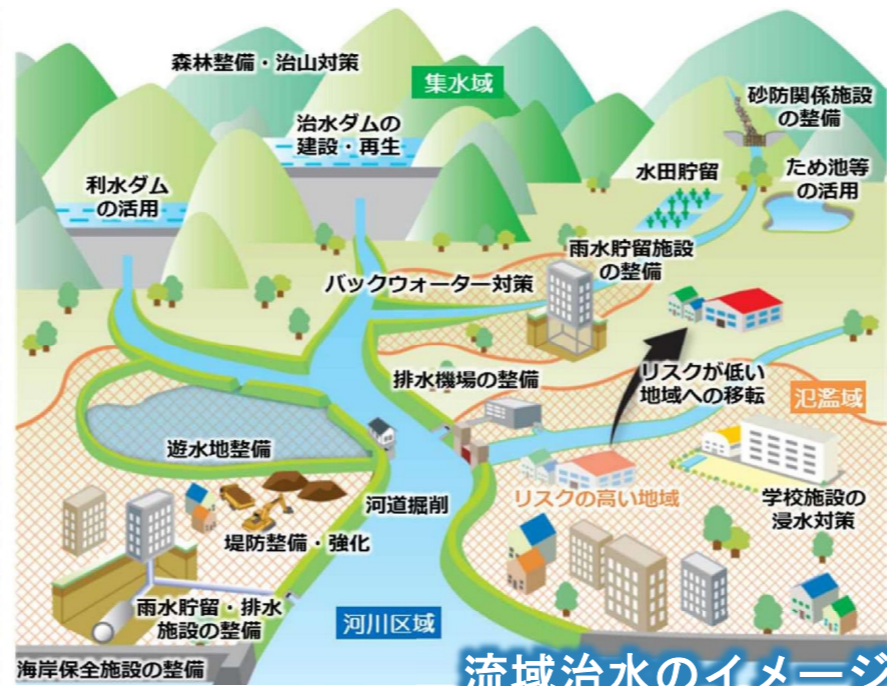 森林整備・治山対策
集水域
砂防関係施設
の整備
治水ダムの
建設・再生
水田貯留
ため池等
の活用
利水ダム
の活用
雨水貯留施設
の整備
バックウォーター対策
排水機場の整備
リスクが低い
地域への移転
氾濫域
遊水地整備
河道掘削
リスクの高い地域
学校施設の
浸水対策
堤防整備・強化
雨水貯留・排水
施設の整備
河川区域
海岸保全施設の整備
流域治水のイメージ